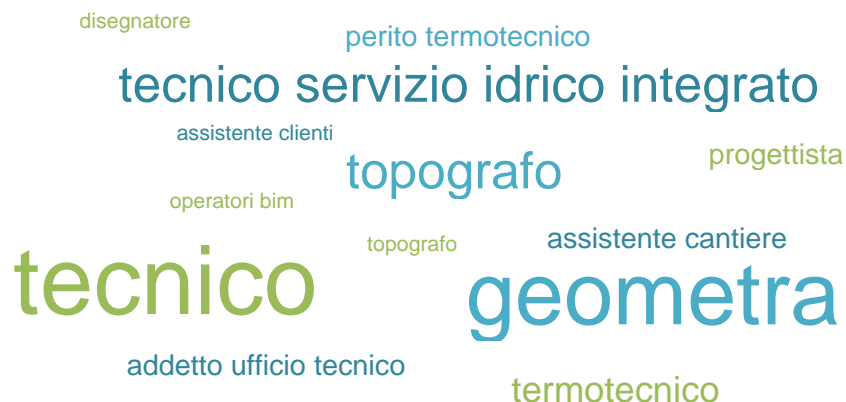 disegnatore
perito termotecnico
tecnico servizio idrico integrato
assistente clienti
topografo
progettista
operatori bim
topografo
assistente cantiere
tecnico
geometra
addetto ufficio tecnico
termotecnico